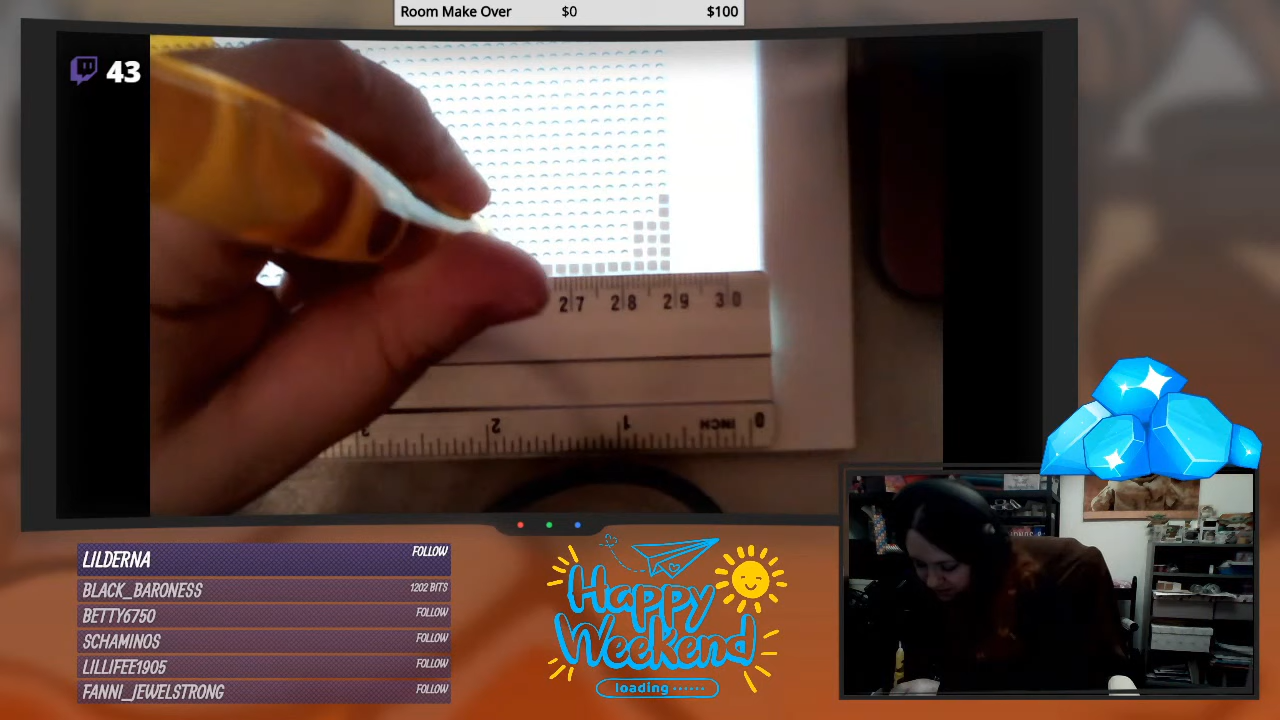 Room Make Over $0 $100
43
27 28 29 30
3 2 1 INCH 0
LILDERNA FOLLOW
BLACK_BARONESS 1202 BITS
BETTY6750 FOLLOW
SCHAMINOS FOLLOW
LILLIFEE1905 FOLLOW
FANNI_JEWELSTRONG FOLLOW
Happy
Weekend
loading ······